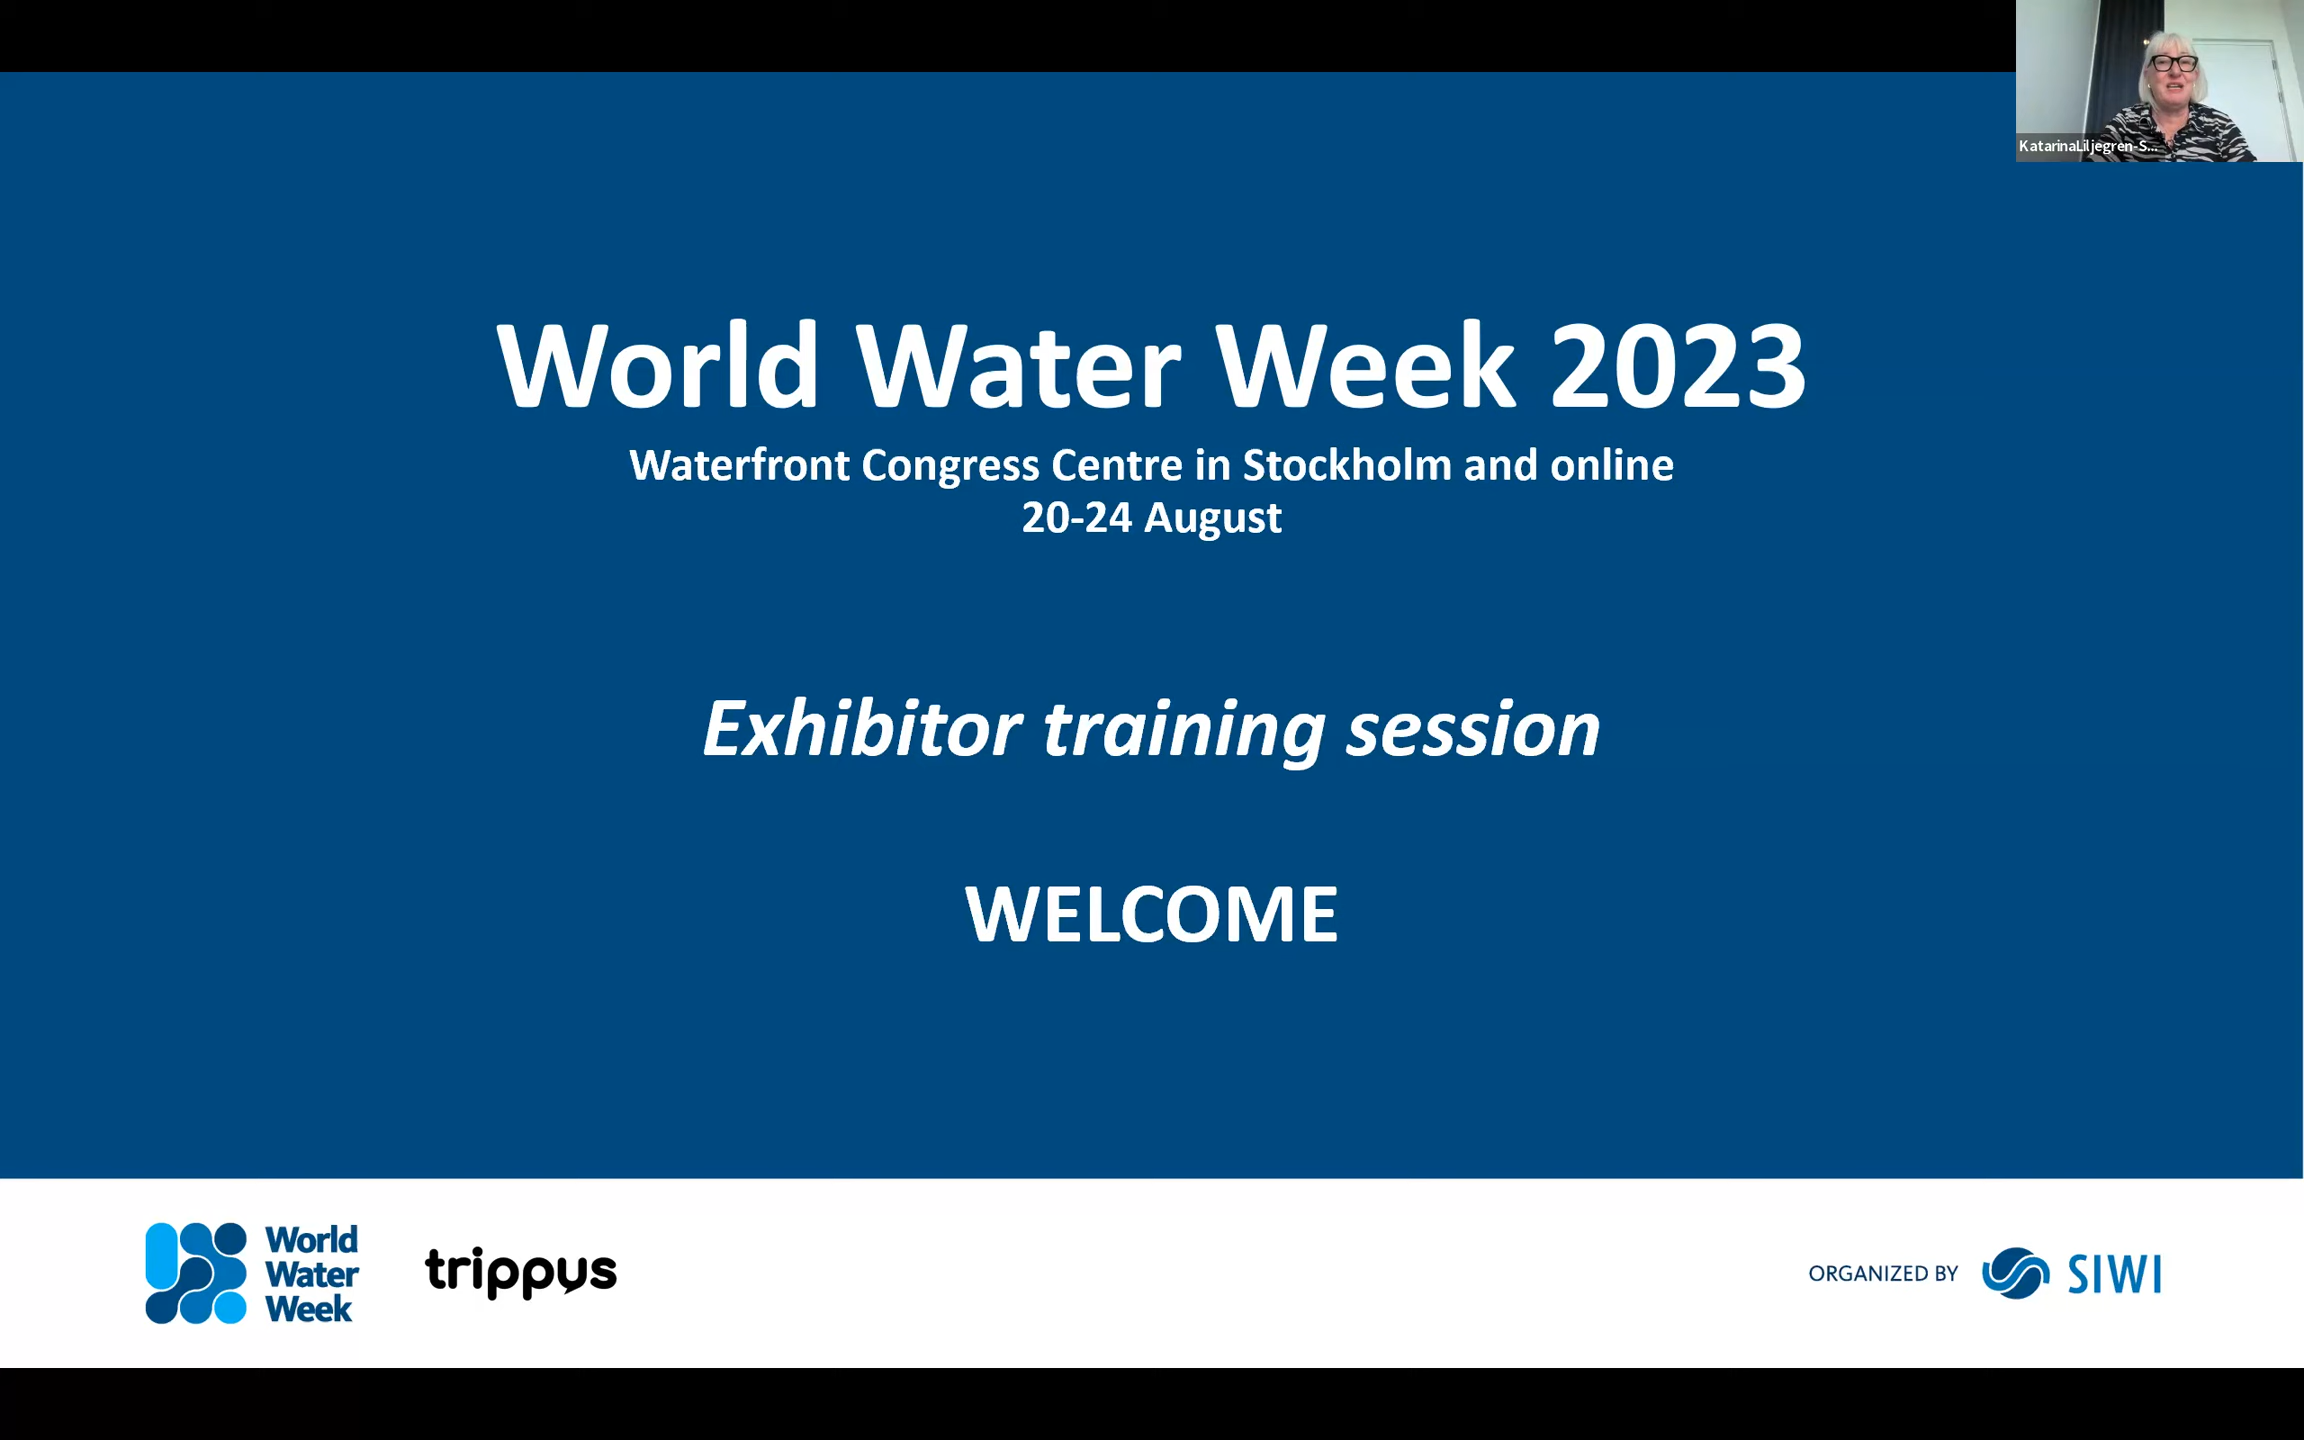 KatarinaLiljegren-S...
World Water Week 2023
Waterfront Congress Centre in Stockholm and online
20-24 August
Exhibitor training session
WELCOME
World
Water
Week
trippus
ORGANIZED BY SIWI